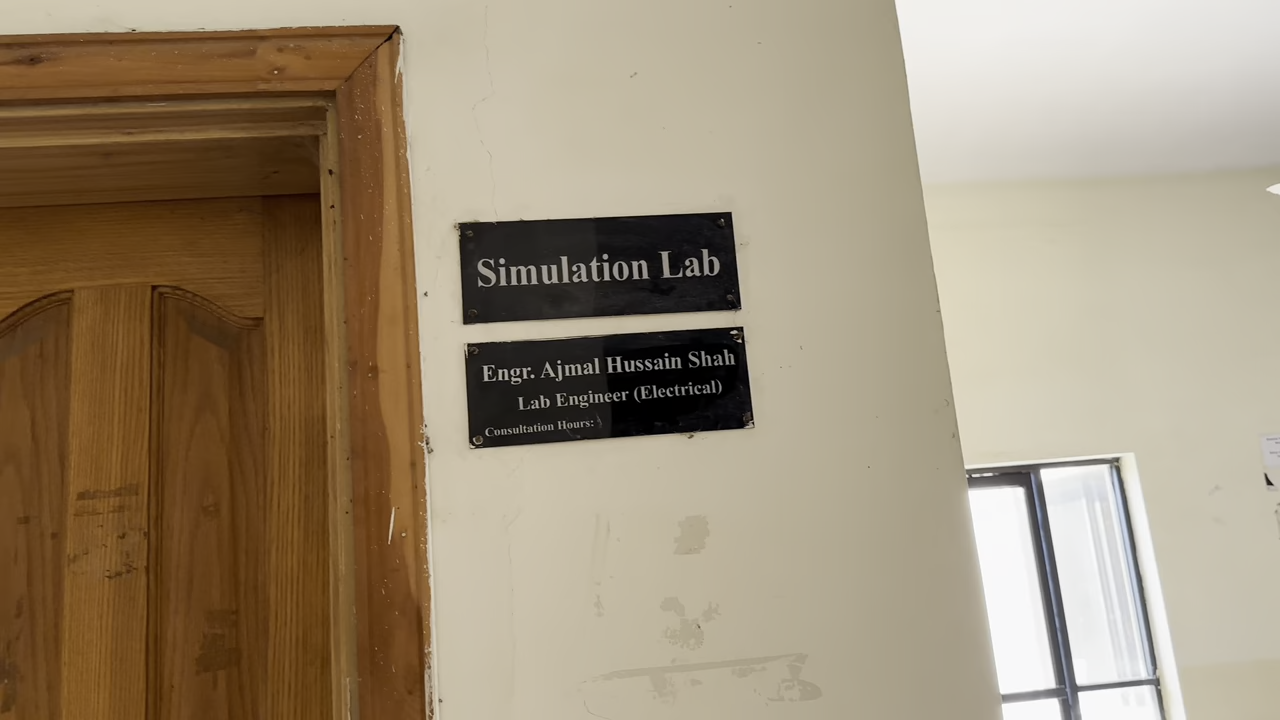 Simulation Lab
Engr. Ajmal Hussain Shah
Lab Engineer (Electrical)
Consultation Hours: